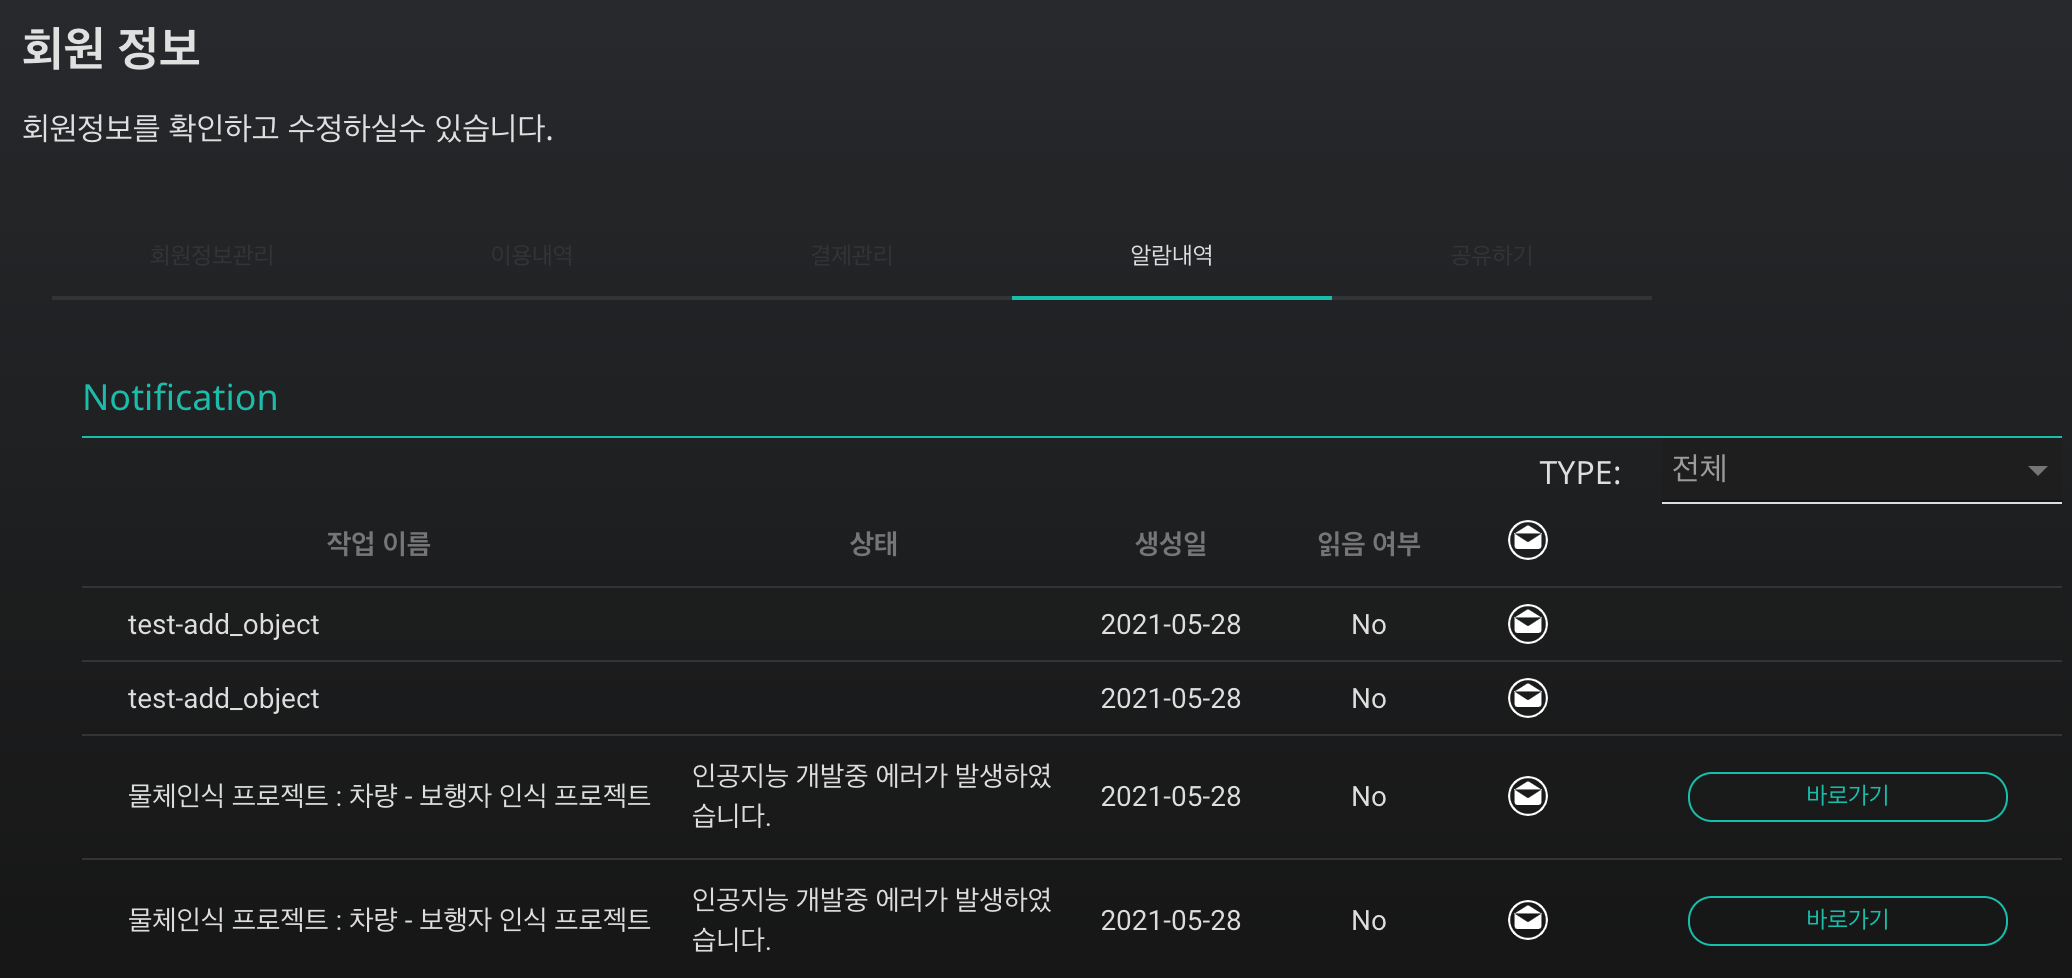 회원 정보
회원정보를 확인하고 수정하실수 있습니다.
회원정보관리 이용내역 결제관리 알람내역 공유하기
Notification
TYPE: 전체
작업 이름 상태 생성일 읽음 여부
test-add_object 2021-05-28 No
test-add_object 2021-05-28 No
물체인식 프로젝트 : 차량 - 보행자 인식 프로젝트 인공지능 개발중 에러가 발생하였 2021-05-28 No 바로가기
습니다.
물체인식 프로젝트 : 차량 - 보행자 인식 프로젝트 인공지능 개발중 에러가 발생하였 2021-05-28 No 바로가기
습니다.